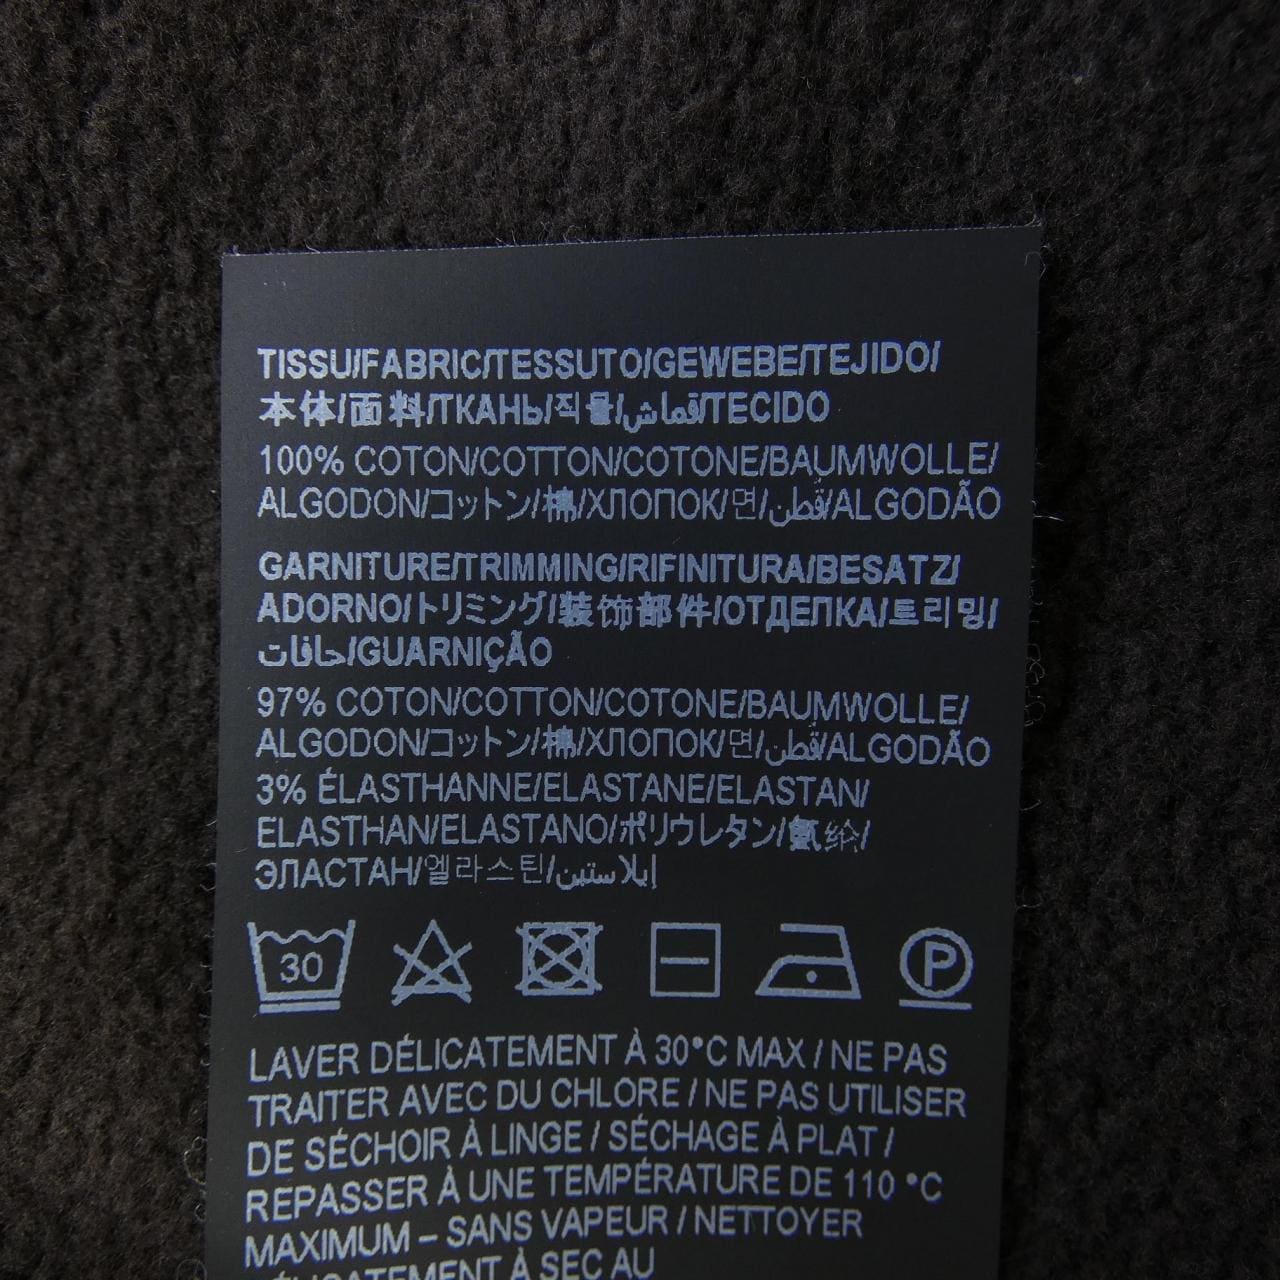 TISSU/FABRIC/TESSUTO/GEWEBE/TEJIDO/
本体/面料/ТКАНЬ/직물/قماش/TECIDO
100% COTON/COTTON/COTONE/BAUMWOLLE/
ALGODON/コットン/棉/ХЛОПОК/면/قطن/ALGODÃO
GARNITURE/TRIMMING/RIFINITURA/BESATZ/
ADORNO/トリミング/装饰部件/ОТДЕЛКА/트리밍/
حافات/GUARNIÇÃO
97% COTON/COTTON/COTONE/BAUMWOLLE/
ALGODON/コットン/棉/ХЛОПОК/면/قطن/ALGODÃO
3% ÉLASTHANNE/ELASTANE/ELASTAN/
ELASTHAN/ELASTANO/ポリウレタン/氨纶/
ЭЛАСТАН/엘라스틴/إيلاستين
30 P
LAVER DÉLICATEMENT À 30°C MAX / NE PAS
TRAITER AVEC DU CHLORE / NE PAS UTILISER
DE SÉCHOIR À LINGE / SÉCHAGE À PLAT /
REPASSER À UNE TEMPÉRATURE DE 110 °C
MAXIMUM – SANS VAPEUR / NETTOYER
DÉLICATEMENT À SEC AU